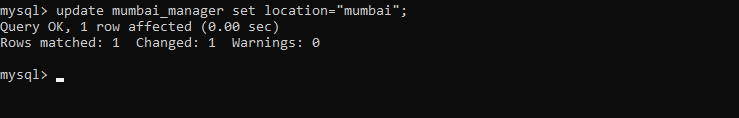 mysql> update mumbai_manager set location="mumbai";
Query OK, 1 row affected (0.00 sec)
Rows matched: 1  Changed: 1  Warnings: 0
mysql> _